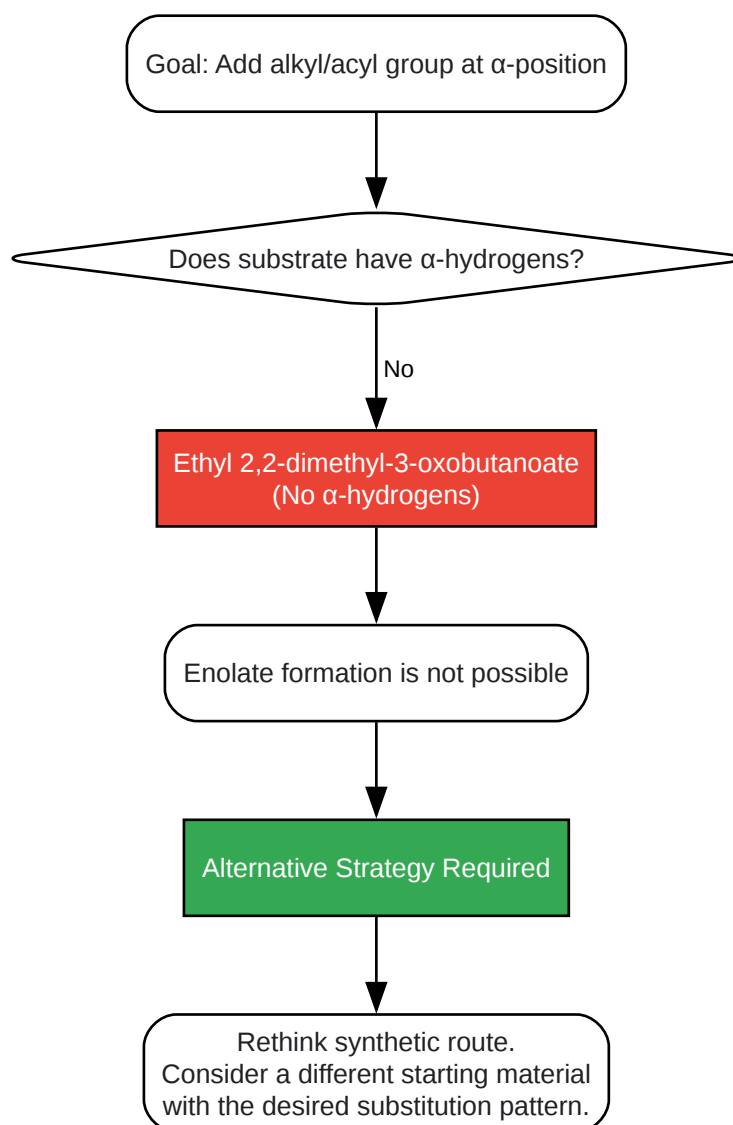 Goal: Add alkyl/acyl group at α-position
Does substrate have α-hydrogens?
No
Ethyl 2,2-dimethyl-3-oxobutanoate
(No α-hydrogens)
Enolate formation is not possible
Alternative Strategy Required
Rethink synthetic route.
Consider a different starting material
with the desired substitution pattern.